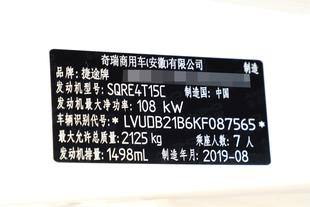 奇瑞商用车(安徽)有限公司
品牌：捷途牌 制造
发动机型号：SQRE4T15C 制造国：中国
发动机最大净功率：108 kW
车辆识别代号：*LVUDB21B6KF087565*
最大允许总质量：2125 kg 乘座人数：7 人
发动机排量：1498mL 制造年月：2019-08